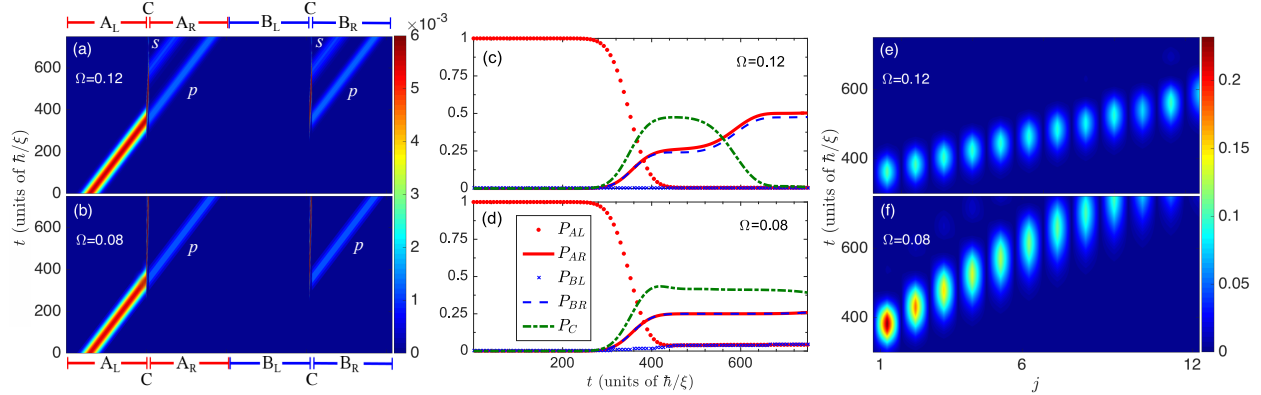 C C
A_L A_R B_L B_R
×10⁻³
(a)
s
s
Ω=0.12
p
p
t (units of ħ/ξ)
600
400
200
0
6
5
4
3
2
1
0
(b)
Ω=0.08
p
p
t (units of ħ/ξ)
600
400
200
0
A_L A_R B_L B_R
C C
(c)
Ω=0.12
1
0.75
0.5
0.25
0
(d)
Ω=0.08
P_AL
P_AR
P_BL
P_BR
P_C
1
0.75
0.5
0.25
0
200 400 600
t (units of ħ/ξ)
(e)
Ω=0.12
t (units of ħ/ξ)
600
400
(f)
Ω=0.08
t (units of ħ/ξ)
600
400
1 6 12
j
0.2
0.15
0.1
0.05
0